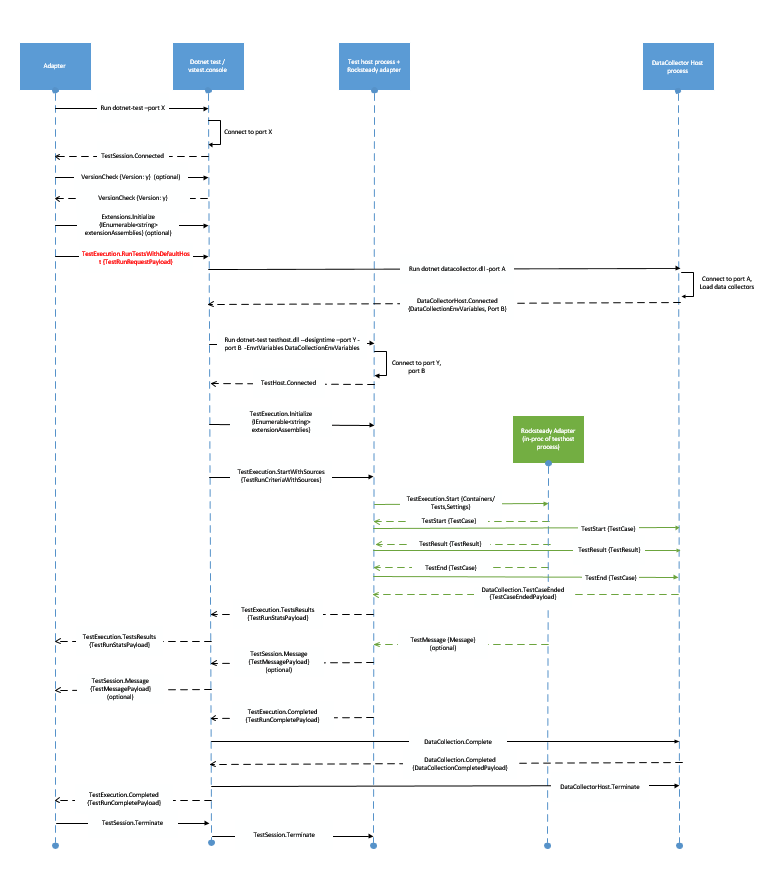 Adapter
Dotnet test /
vstest.console
Test host process +
Rocksteady adapter
DataCollector Host
process
Run dotnet-test –port X
Connect to port X
TestSession.Connected
VersionCheck {Version: y} (optional)
VersionCheck {Version: y}
Extensions.Initialize
{IEnumerable<string>
extensionAssemblies} (optional)
TestExecution.RunTestsWithDefaultHos
t {TestRunRequestPayload}
Run dotnet datacollector.dll -port A
Connect to port A,
Load data collectors
DataCollectorHost.Connected
{DataCollectionEnvVariables, Port B}
Run dotnet-test testhost.dll –designtime –port Y -
port B -EnvtVariables DataCollectionEnvVariables
Connect to port Y,
port B
TestHost.Connected
TestExecution.Initialize
{IEnumerable<string>
extensionAssemblies}
Rocksteady Adapter
(in-proc of testhost
process)
TestExecution.StartWithSources
{TestRunCriteriaWithSources}
TestExecution.Start {Containers/
Tests,Settings}
TestStart {TestCase}
TestStart {TestCase}
TestResult {TestResult}
TestResult {TestResult}
TestEnd {TestCase}
TestEnd {TestCase}
DataCollection.TestCaseEnded
{TestCaseEndedPayload}
TestExecution.TestsResults
{TestRunStatsPayload}
TestExecution.TestsResults
{TestRunStatsPayload}
TestMessage {Message}
(optional)
TestSession.Message
{TestMessagePayload}
(optional)
TestSession.Message
{TestMessagePayload}
(optional)
TestExecution.Completed
{TestRunCompletePayload}
DataCollection.Complete
DataCollection.Completed
{DataCollectionCompletedPayload}
DataCollectorHost.Terminate
TestExecution.Completed
{TestRunCompletePayload}
TestSession.Terminate
TestSession.Terminate